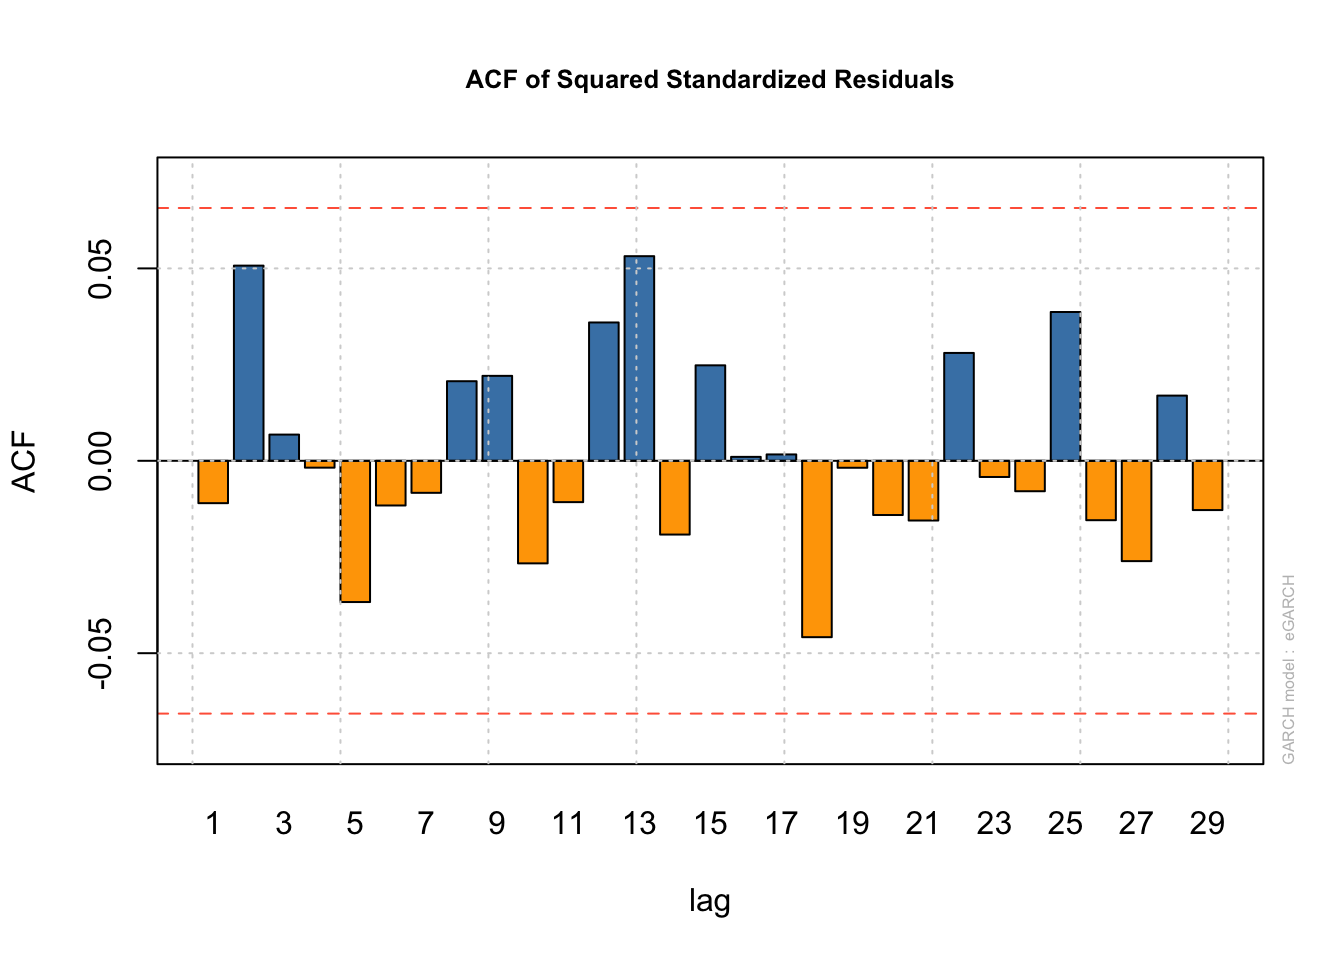 ACF of Squared Standardized Residuals
ACF
0.05
0.00
-0.05
1 3 5 7 9 11 13 15 17 19 21 23 25 27 29
lag
GARCH model : eGARCH